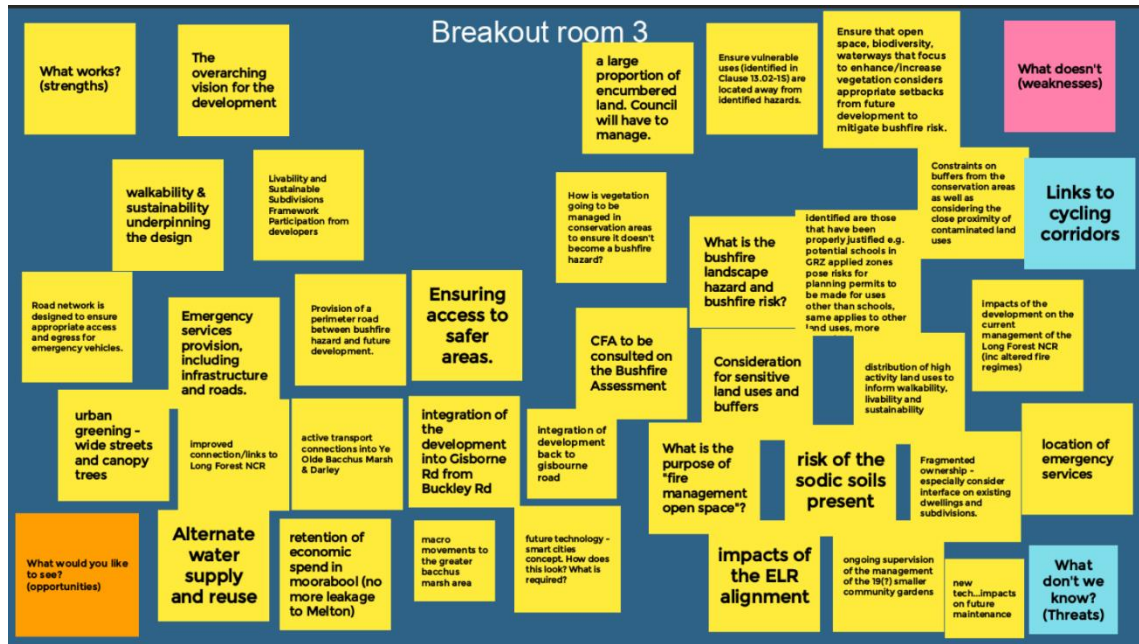 Breakout room 3
What works?
(strengths)
The
overarching
vision for the
development
a large
proportion of
encumbered
land. Council
will have to
manage.
Ensure vulnerable
uses (identified in
Clause 13.02-1S) are
located away from
identified hazards.
Ensure that open
space, biodiversity,
waterways that focus
to enhance/increase
vegetation considers
appropriate setbacks
from future
development to
mitigate bushfire risk.
What doesn't
(weaknesses)
walkability &
sustainability
underpinning
the design
Livability and
Sustainable
Subdivisions
Framework
Participation from
developers
How is vegetation
going to be
managed in
conservation areas
to ensure it doesn't
become a bushfire
hazard?
What is the
bushfire
landscape
hazard and
bushfire risk?
identified are those
that have been
properly justified e.g.
potential schools in
GRZ applied zones
pose risks for
planning permits to
be made for uses
other than schools,
same applies to other
land uses, more
Constraints on
buffers from the
conservation areas
as well as
considering the
close proximity of
contaminated land
uses
Links to
cycling
corridors
Road network is
designed to ensure
appropriate access
and egress for
emergency vehicles.
Emergency
services
provision,
including
infrastructure
and roads.
Provision of a
perimeter road
between bushfire
hazard and future
development.
Ensuring
access to
safer
areas.
CFA to be
consulted on
the Bushfire
Assessment
Consideration
for sensitive
land uses and
buffers
distribution of high
activity land uses to
inform walkability,
livability and
sustainability
Impacts of the
development on the
current
management of the
Long Forest NCR
(inc altered fire
regimes)
urban
greening -
wide streets
and canopy
trees
improved
connection/links to
Long Forest NCR
active transport
connections into Ye
Olde Bacchus Marsh
& Darley
integration of
the
development
into Gisborne
Rd from
Buckley Rd
integration of
development
back to
gisbourne
road
What is the
purpose of
"fire
management
open space"?
risk of the
sodic soils
present
Fragmented
ownership -
especially consider
interface on existing
dwellings and
subdivisions.
location of
emergency
services
What would you like
to see?
(opportunities)
Alternate
water
supply
and reuse
retention of
economic
spend in
moorabool (no
more leakage
to Melton)
macro
movements to
the greater
bacchus
marsh area
future technology -
smart cities
concept. How does
this look? What is
required?
impacts of
the ELR
alignment
ongoing supervision
of the management
of the 19(?) smaller
community gardens
new
tech...impacts
on future
maintenance
What
don't we
know?
(Threats)